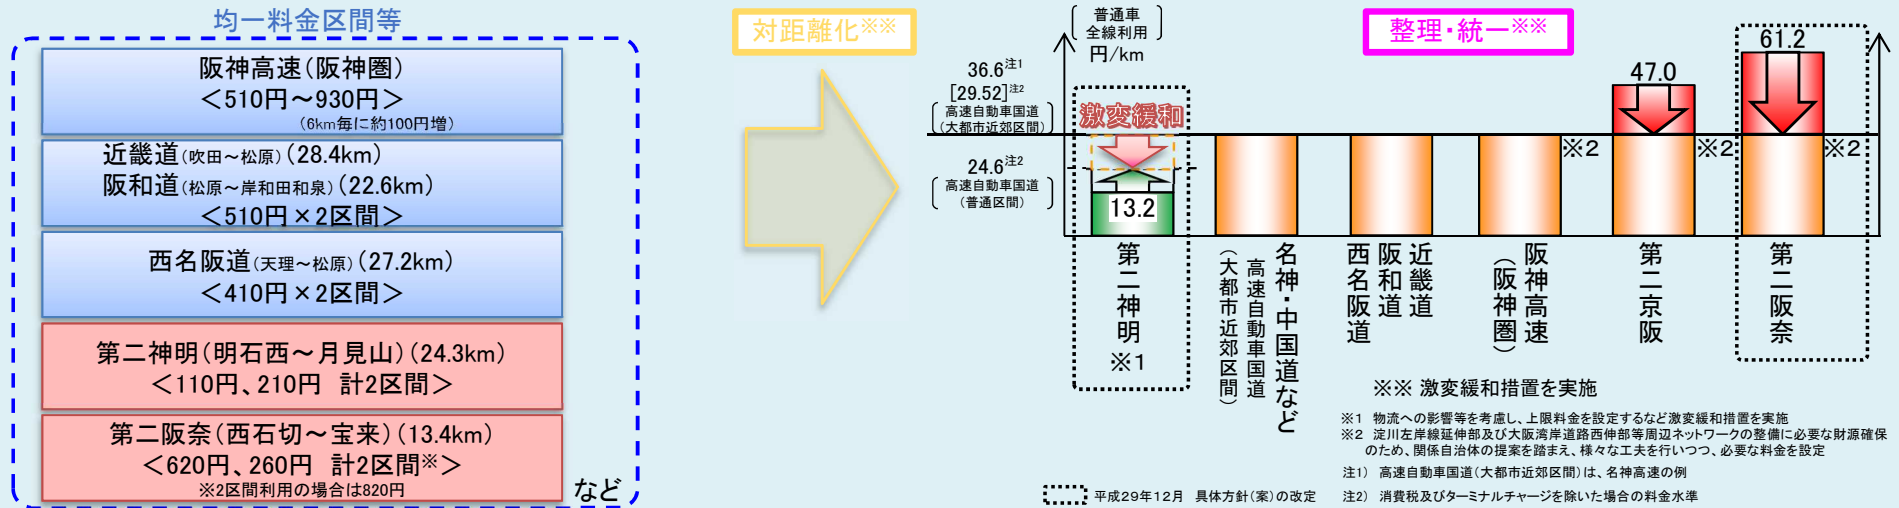 均一料金区間等
阪神高速(阪神圏)
<510円～930円>
(6km毎に約100円増)
近畿道(吹田～松原)(28.4km)
阪和道(松原～岸和田和泉)(22.6km)
<510円×2区間>
西名阪道(天理～松原)(27.2km)
<410円×2区間>
第二神明(明石西～月見山)(24.3km)
<110円、210円 計2区間>
第二阪奈(西石切～宝来)(13.4km)
<620円、260円 計2区間※>
※2区間利用の場合は820円
など
対距離化※※
普通車
全線利用
円/km
整理・統一※※
36.6注1
[29.52]注2
高速自動車国道
(大都市近郊区間)
24.6注2
高速自動車国道
(普通区間)
激変緩和
13.2
47.0
61.2
※2
※2
※2
第二神明
※1
名神・中国道など
高速自動車国道
(大都市近郊区間)
近畿道
阪和道
西名阪道
阪神高速
(阪神圏)
第二京阪
第二阪奈
※※ 激変緩和措置を実施
※1 物流への影響等を考慮し、上限料金を設定するなど激変緩和措置を実施
※2 淀川左岸線延伸部及び大阪湾岸道路西伸部等周辺ネットワークの整備に必要な財源確保
のため、関係自治体の提案を踏まえ、様々な工夫を行いつつ、必要な料金を設定
注1) 高速自動車国道(大都市近郊区間)は、名神高速の例
平成29年12月 具体方針(案)の改定
注2) 消費税及びターミナルチャージを除いた場合の料金水準